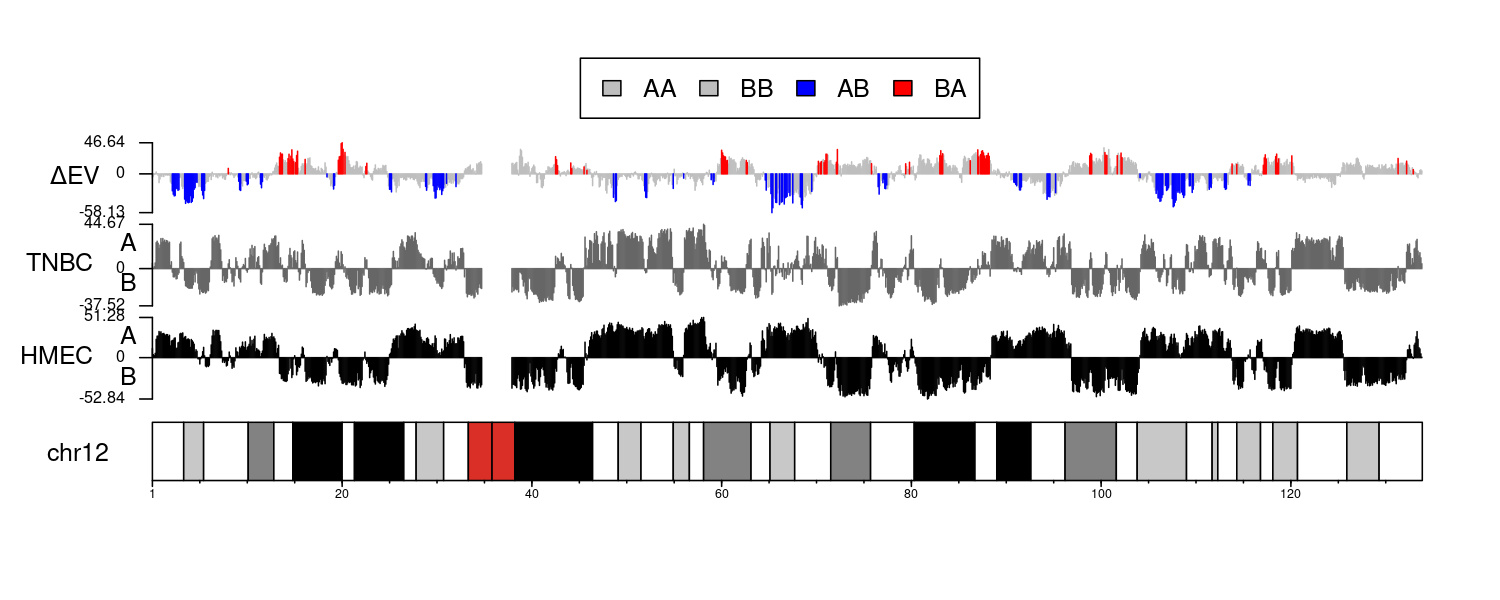 AA BB AB BA
46.64
ΔEV
0
-58.13
44.67
A
TNBC
0
B
-37.52
51.28
A
HMEC
0
B
-52.84
chr12
1 20 40 60 80 100 120